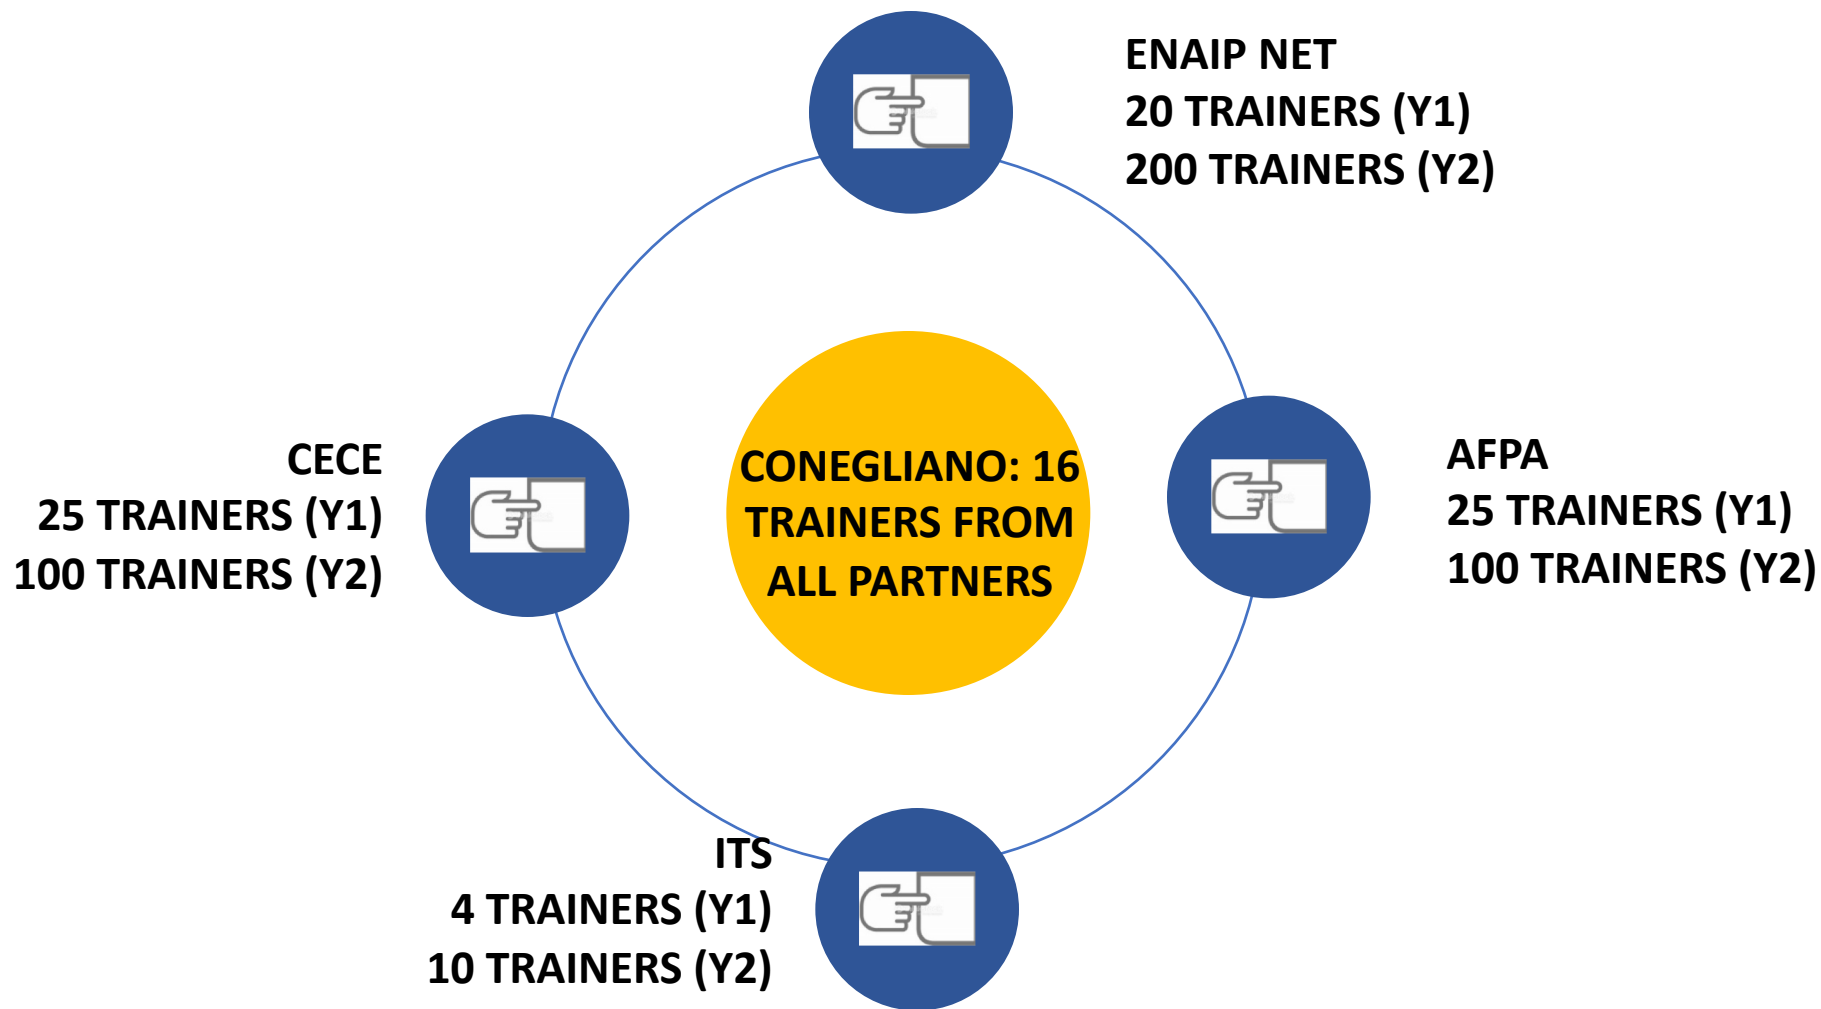 ENAIP NET
20 TRAINERS (Y1)
200 TRAINERS (Y2)
CECE
25 TRAINERS (Y1)
100 TRAINERS (Y2)
CONEGLIANO: 16
TRAINERS FROM
ALL PARTNERS
AFPA
25 TRAINERS (Y1)
100 TRAINERS (Y2)
ITS
4 TRAINERS (Y1)
10 TRAINERS (Y2)